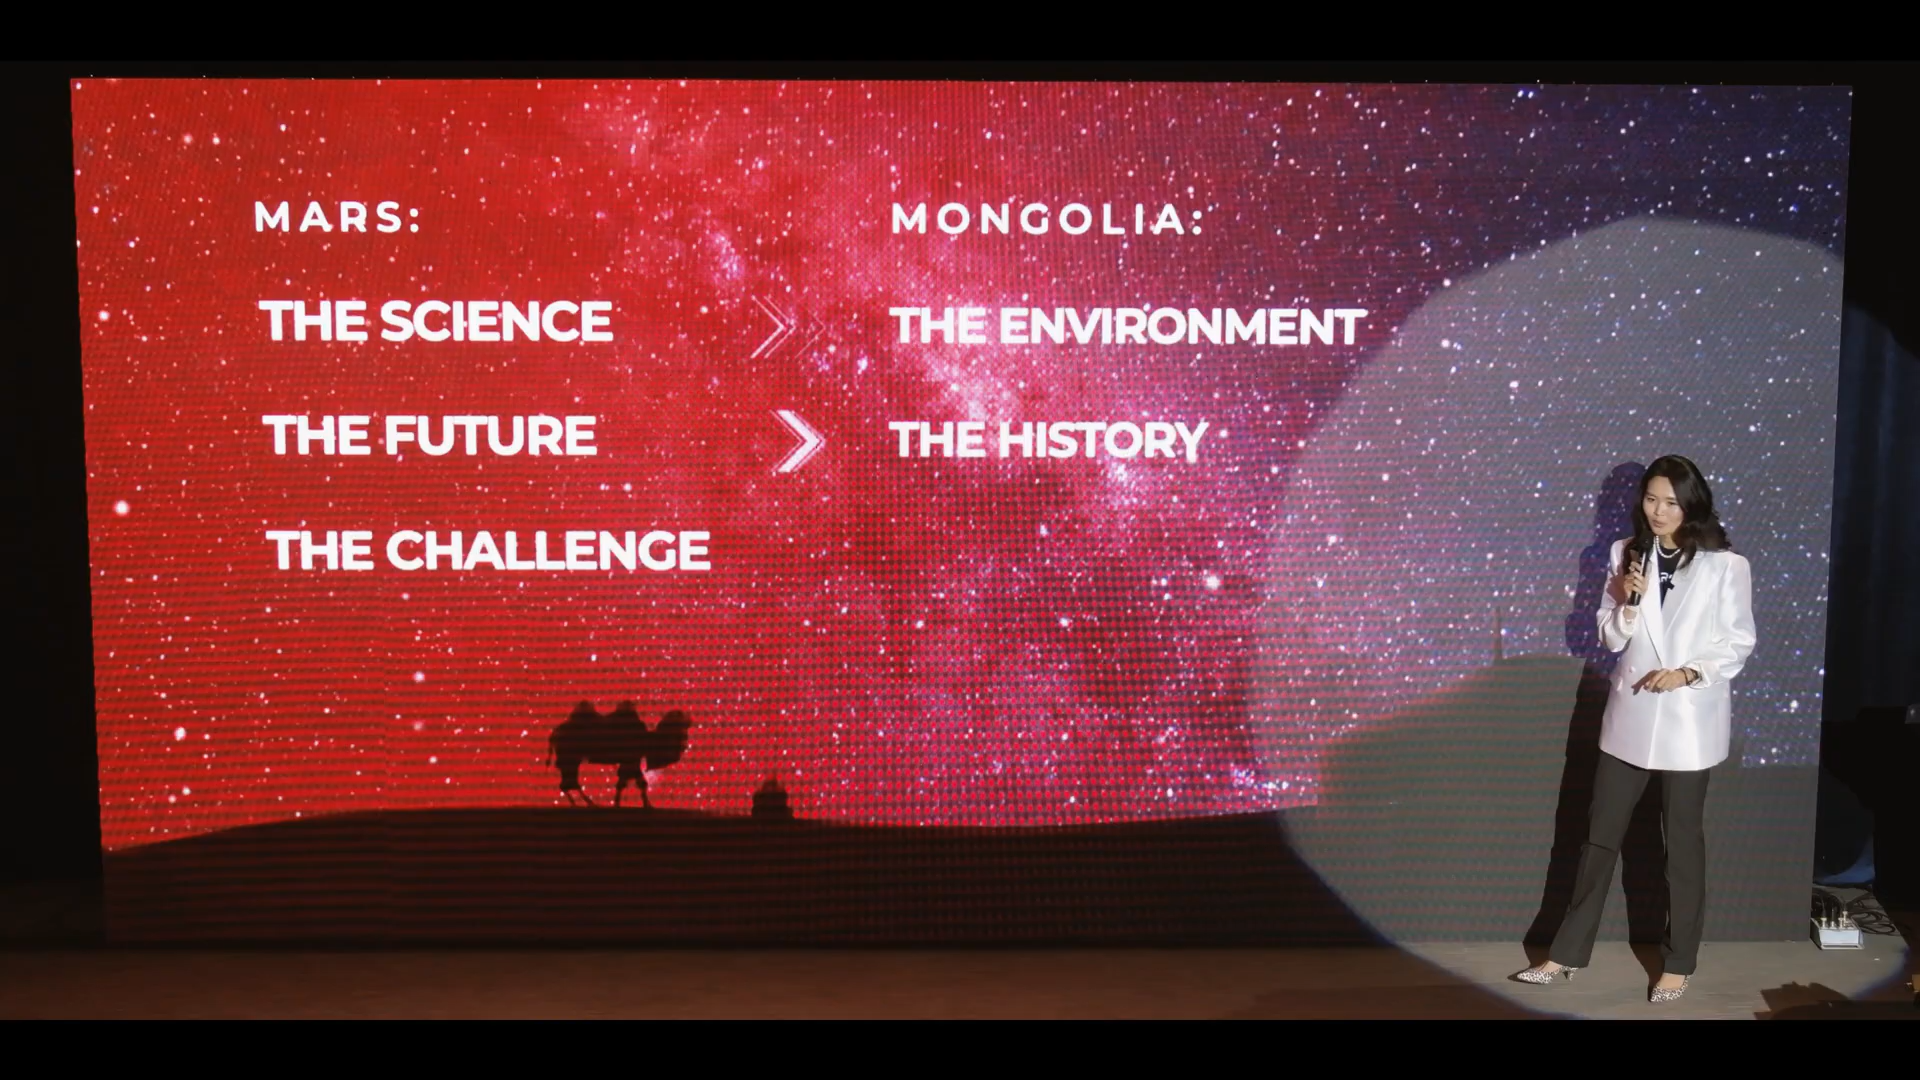 MARS:
MONGOLIA:
THE SCIENCE
THE ENVIRONMENT
THE FUTURE
THE HISTORY
THE CHALLENGE